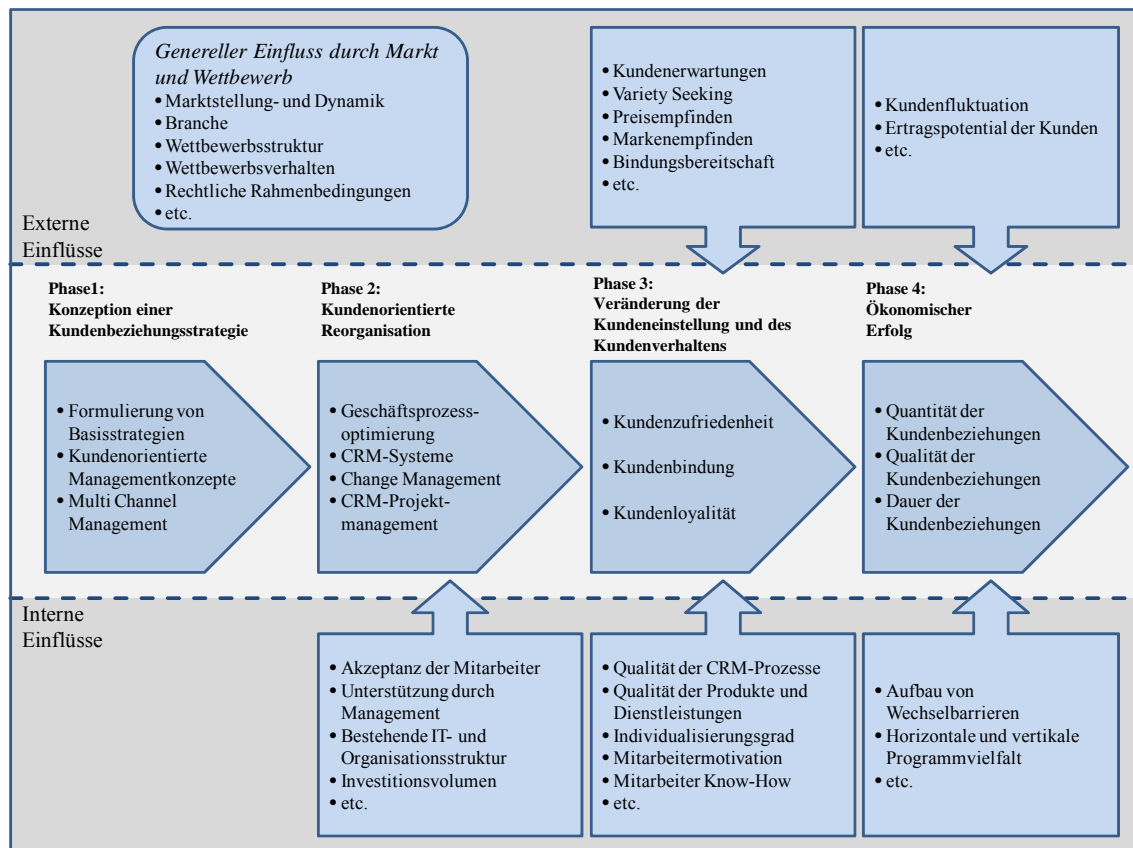 Genereller Einfluss durch Markt
und Wettbewerb
• Marktstellung- und Dynamik
• Branche
• Wettbewerbsstruktur
• Wettbewerbsverhalten
• Rechtliche Rahmenbedingungen
• etc.
• Kundenerwartungen
• Variety Seeking
• Preisempfinden
• Markenempfinden
• Bindungsbereitschaft
• etc.
• Kundenfluktuation
• Ertragspotential der Kunden
• etc.
Externe
Einflüsse
Phase1:
Konzeption einer
Kundenbeziehungsstrategie
Phase 2:
Kundenorientierte
Reorganisation
Phase 3:
Veränderung der
Kundeneinstellung und des
Kundenverhaltens
Phase 4:
Ökonomischer
Erfolg
• Formulierung von
Basisstrategien
• Kundenorientierte
Managementkonzepte
• Multi Channel
Management
• Geschäftsprozess-
optimierung
• CRM-Systeme
• Change Management
• CRM-Projekt-
management
• Kundenzufriedenheit
• Kundenbindung
• Kundenloyalität
• Quantität der
Kundenbeziehungen
• Qualität der
Kundenbeziehungen
• Dauer der
Kundenbeziehungen
Interne
Einflüsse
• Akzeptanz der Mitarbeiter
• Unterstützung durch
Management
• Bestehende IT- und
Organisationsstruktur
• Investitionsvolumen
• etc.
• Qualität der CRM-Prozesse
• Qualität der Produkte und
Dienstleistungen
• Individualisierungsgrad
• Mitarbeitermotivation
• Mitarbeiter Know-How
• etc.
• Aufbau von
Wechselbarrieren
• Horizontale und vertikale
Programmvielfalt
• etc.